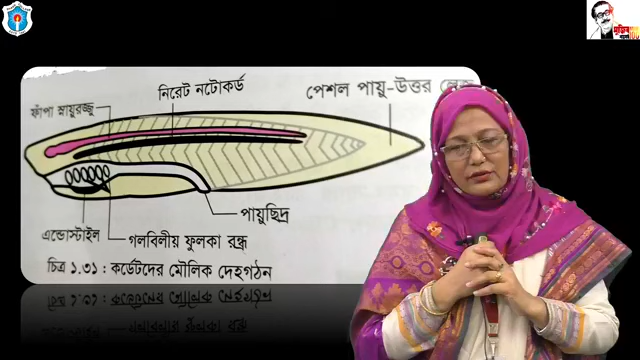 নিরেট নটোকর্ড
পেশল পায়ু-উত্তর
ফাঁপা স্নায়ুরজ্জু
পায়ুছিদ্র
এন্ডোস্টাইল
গলবিলীয় ফুলকা রন্ধ্র
চিত্র ১.৩১ : কর্ডেটদের মৌলিক দেহগঠন